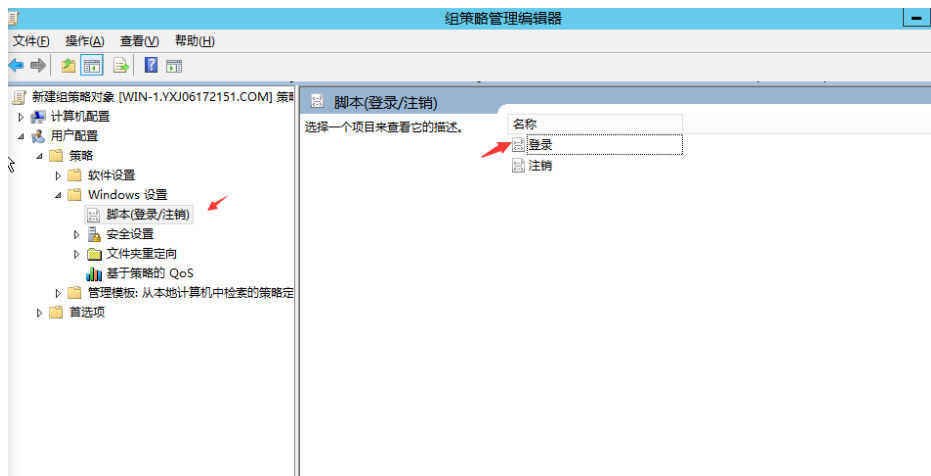 组策略管理编辑器
文件(F) 操作(A) 查看(V) 帮助(H)
新建组策略对象 [WIN-1.YXJ06172151.COM] 策略
计算机配置
用户配置
策略
软件设置
Windows 设置
脚本(登录/注销)
安全设置
文件夹重定向
基于策略的 QoS
管理模板: 从本地计算机中检索的策略定
首选项
脚本(登录/注销)
选择一个项目来查看它的描述。
名称
登录
注销